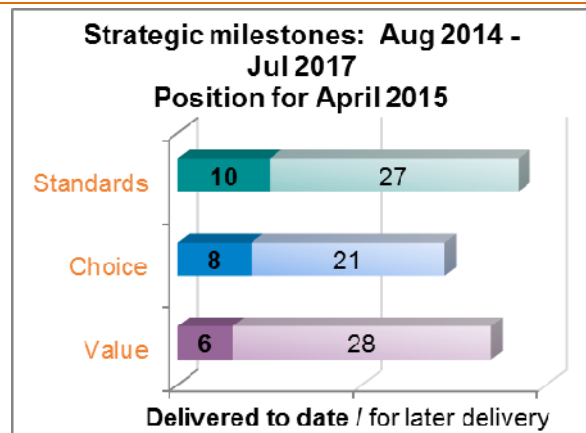 Strategic milestones: Aug 2014 -
Jul 2017
Position for April 2015
Standards 10 27
Choice 8 21
Value 6 28
Delivered to date / for later delivery